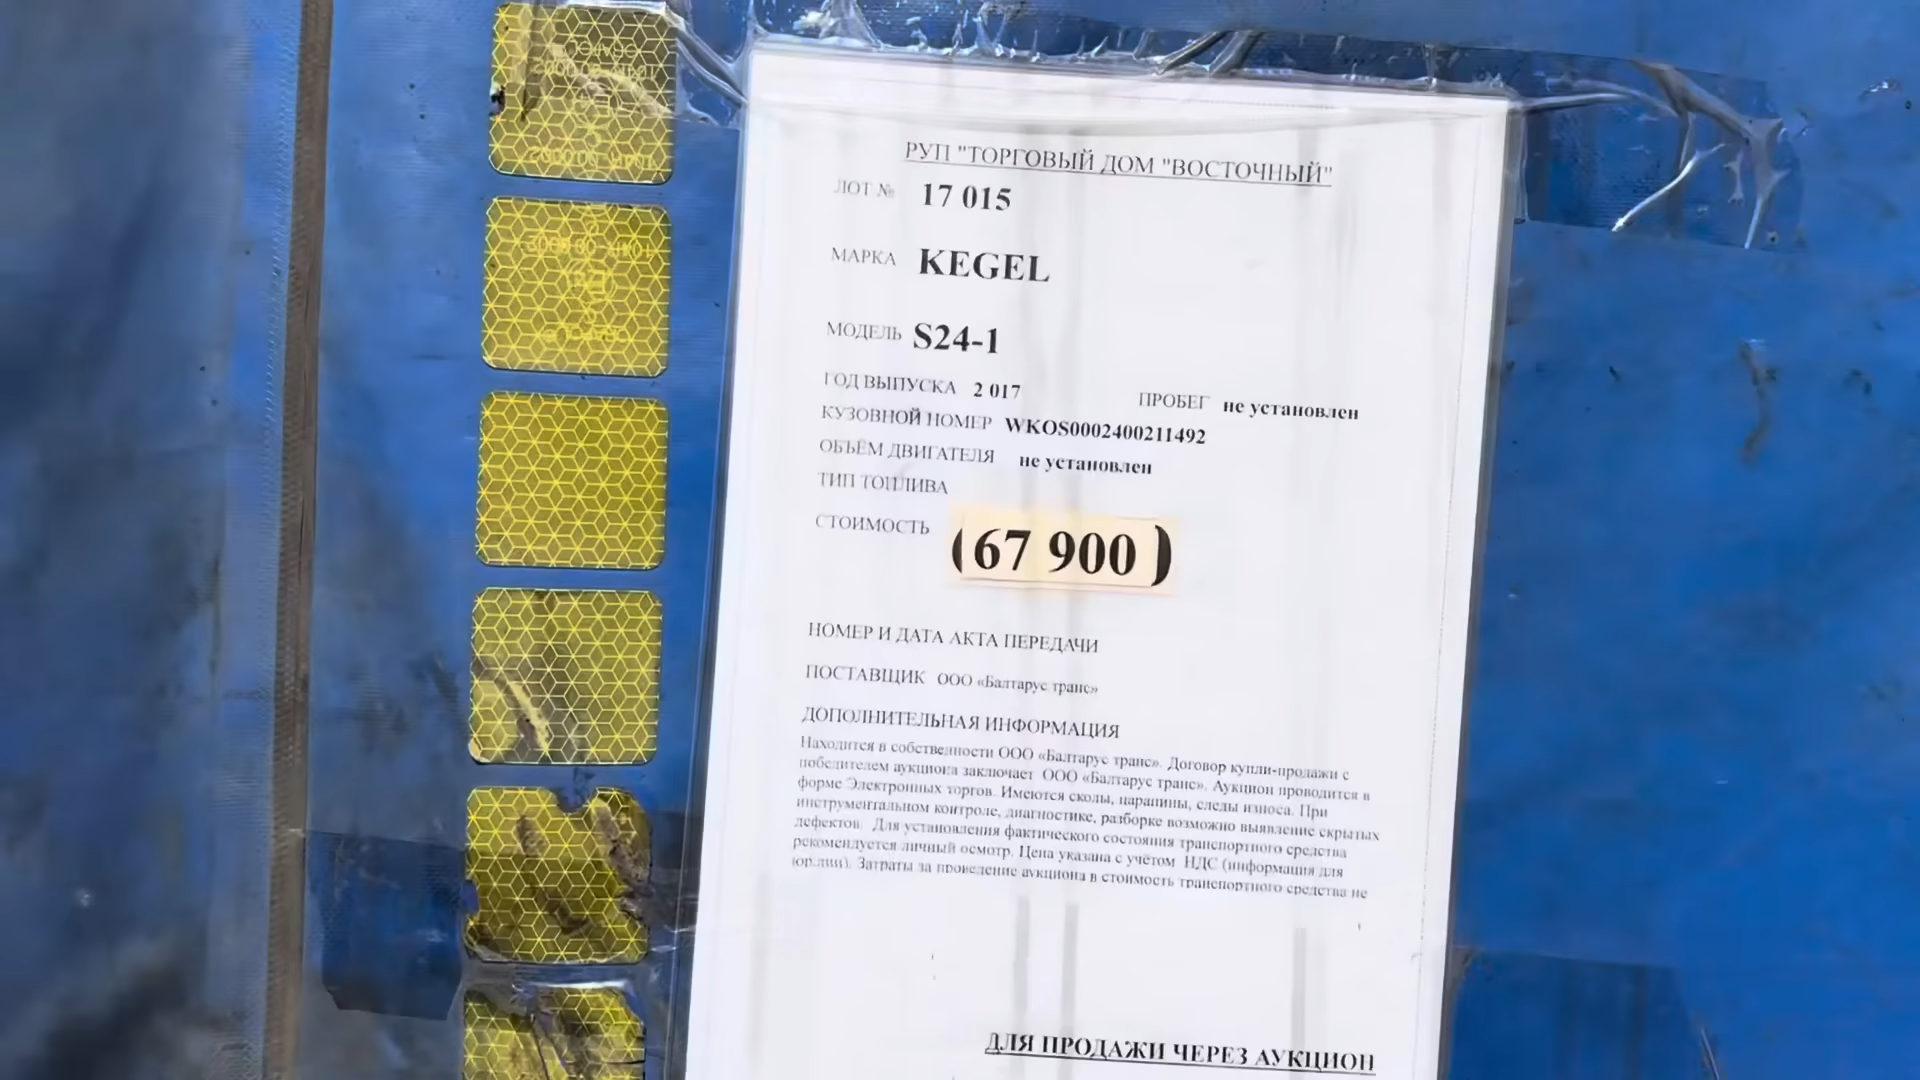 РУП "ТОРГОВЫЙ ДОМ "ВОСТОЧНЫЙ"
ЛОТ № 17 015
МАРКА KEGEL
МОДЕЛЬ S24-1
ГОД ВЫПУСКА 2 017 ПРОБЕГ не установлен
КУЗОВНОЙ НОМЕР WKOS0002400211492
ОБЪЁМ ДВИГАТЕЛЯ не установлен
ТИП ТОПЛИВА
СТОИМОСТЬ (67 900)
НОМЕР И ДАТА АКТА ПЕРЕДАЧИ
ПОСТАВЩИК ООО «Балтарус транс»
ДОПОЛНИТЕЛЬНАЯ ИНФОРМАЦИЯ
Находится в собственности ООО «Балтарус транс». Договор купли-продажи с
победителем аукциона заключает ООО «Балтарус транс». Аукцион проводится в
форме Электронных торгов. Имеются сколы, царапины, следы износа. При
инструментальном контроле, диагностике, разборке возможно выявление скрытых
дефектов. Для установления фактического состояния транспортного средства
рекомендуется личный осмотр. Цена указана с учётом НДС (информация для
юр.лиц). Затраты за проведение аукциона в стоимость транспортного средства не
ДЛЯ ПРОДАЖИ ЧЕРЕЗ АУКЦИОН